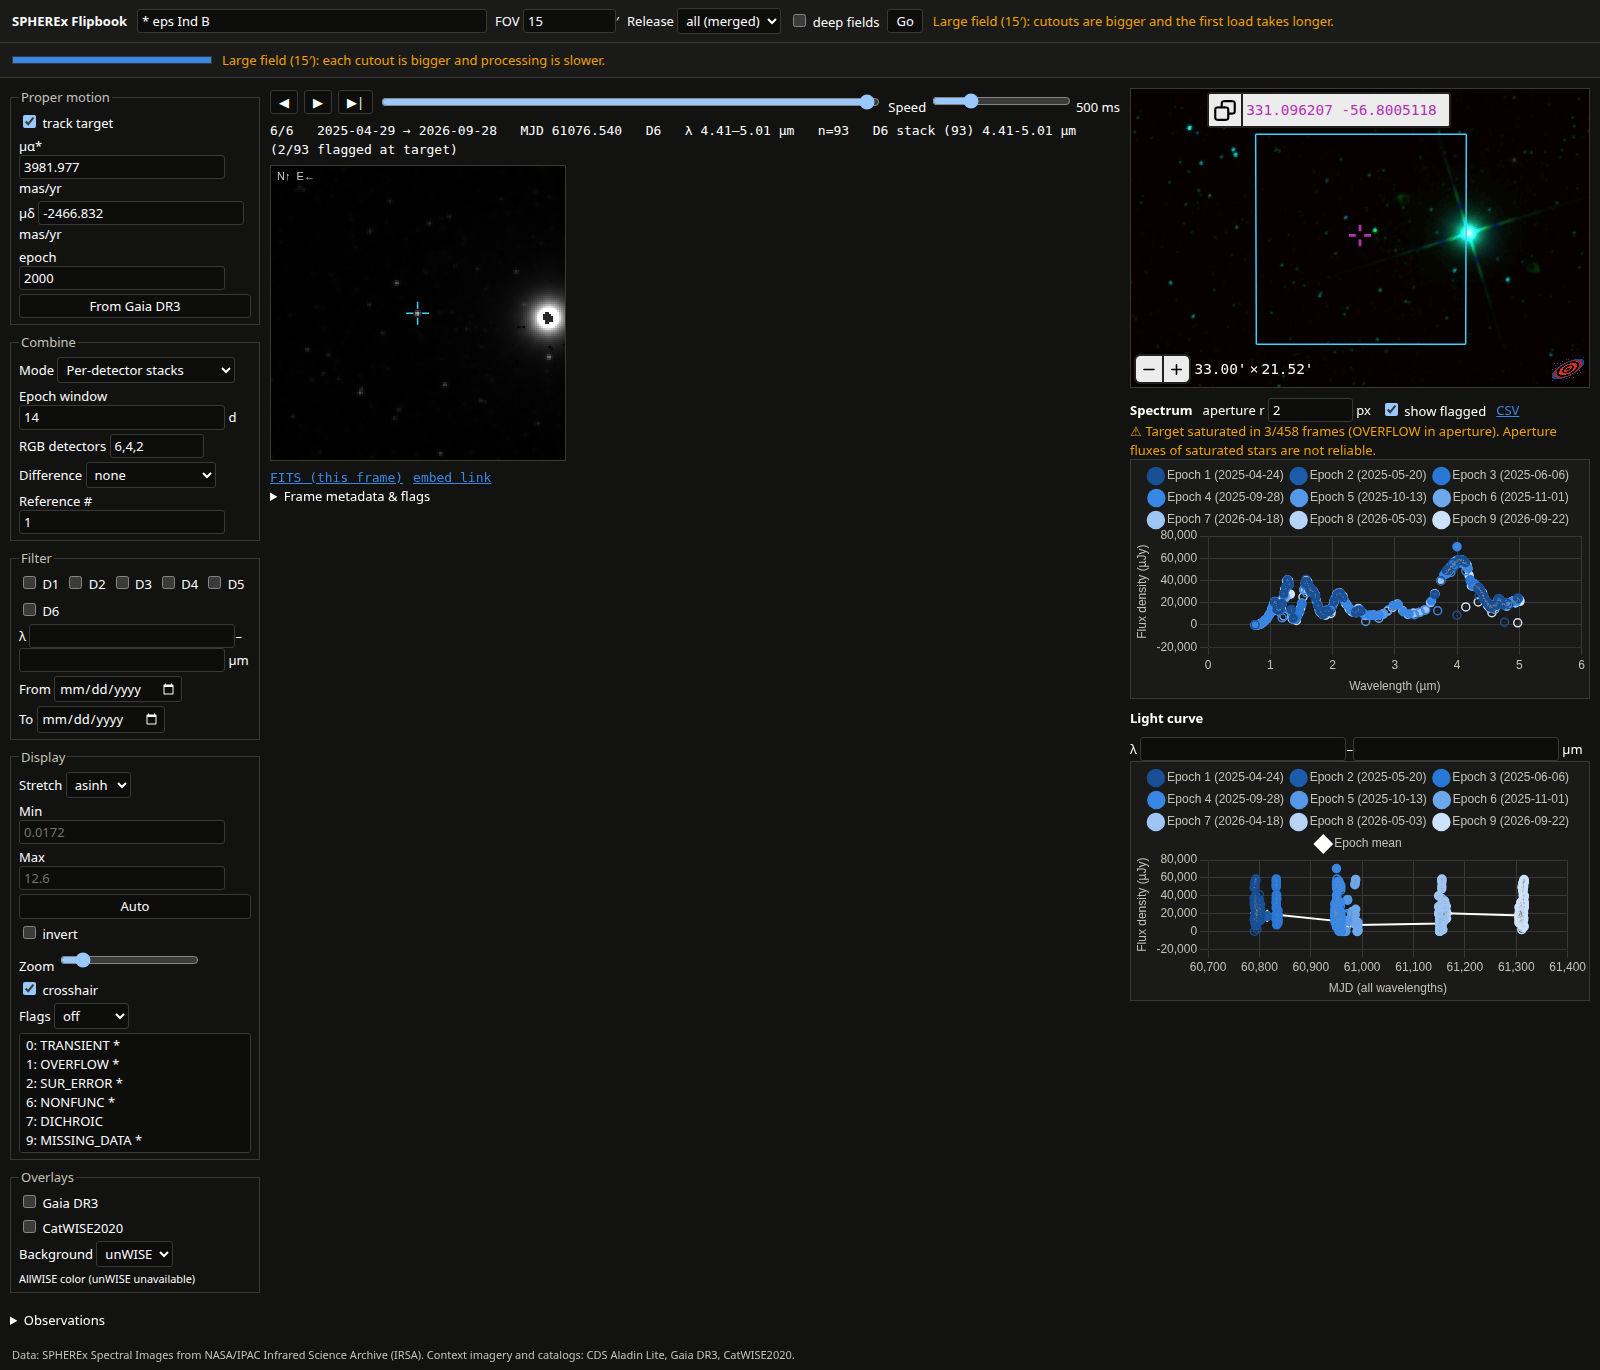 SPHEREx Flipbook * eps Ind B FOV 15 ′ Release all (merged) deep fields Go Large field (15′): cutouts are bigger and the first load takes longer.
Large field (15′): each cutout is bigger and processing is slower.
Proper motion
track target
μα*
3981.977
mas/yr
μδ -2466.832
mas/yr
epoch
2000
From Gaia DR3
Combine
Mode Per-detector stacks
Epoch window
14 d
RGB detectors 6,4,2
Difference none
Reference #
1
Filter
D1 D2 D3 D4 D5
D6
λ –
μm
From mm/dd/yyyy
To mm/dd/yyyy
Display
Stretch asinh
Min
0.0172
Max
12.6
Auto
invert
Zoom
crosshair
Flags off
0: TRANSIENT *
1: OVERFLOW *
2: SUR_ERROR *
6: NONFUNC *
7: DICHROIC
9: MISSING_DATA *
Overlays
Gaia DR3
CatWISE2020
Background unWISE
AllWISE color (unWISE unavailable)
▶ Observations
◀ ▶ ▶| Speed 500 ms
6/6 2025-04-29 → 2026-09-28 MJD 61076.540 D6 λ 4.41–5.01 μm n=93 D6 stack (93) 4.41-5.01 μm
(2/93 flagged at target)
N↑ E←
FITS (this frame) embed link
▶ Frame metadata & flags
331.096207 -56.8005118
− + 33.00' × 21.52'
Spectrum aperture r 2 px show flagged CSV
⚠ Target saturated in 3/458 frames (OVERFLOW in aperture). Aperture
fluxes of saturated stars are not reliable.
Epoch 1 (2025-04-24) Epoch 2 (2025-05-20) Epoch 3 (2025-06-06)
Epoch 4 (2025-09-28) Epoch 5 (2025-10-13) Epoch 6 (2025-11-01)
Epoch 7 (2026-04-18) Epoch 8 (2026-05-03) Epoch 9 (2026-09-22)
Flux density (μJy)
80,000
60,000
40,000
20,000
0
-20,000
0 1 2 3 4 5 6
Wavelength (μm)
Light curve
λ – μm
Epoch 1 (2025-04-24) Epoch 2 (2025-05-20) Epoch 3 (2025-06-06)
Epoch 4 (2025-09-28) Epoch 5 (2025-10-13) Epoch 6 (2025-11-01)
Epoch 7 (2026-04-18) Epoch 8 (2026-05-03) Epoch 9 (2026-09-22)
Epoch mean
Flux density (μJy)
80,000
60,000
40,000
20,000
0
-20,000
60,700 60,800 60,900 61,000 61,100 61,200 61,300 61,400
MJD (all wavelengths)
Data: SPHEREx Spectral Images from NASA/IPAC Infrared Science Archive (IRSA). Context imagery and catalogs: CDS Aladin Lite, Gaia DR3, CatWISE2020.